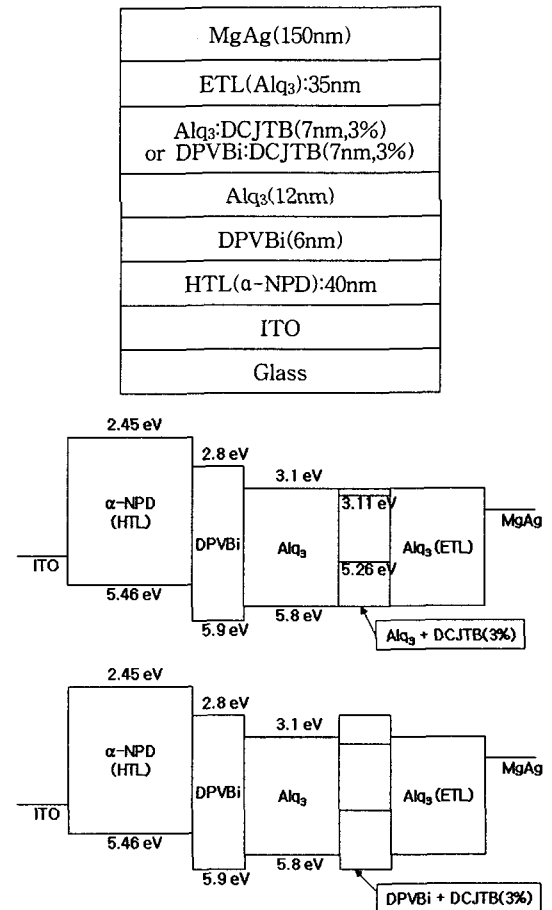 MgAg(150nm)
ETL(Alq₃):35nm
Alq₃:DCJTB(7nm,3%)
or DPVBi:DCJTB(7nm,3%)
Alq₃(12nm)
DPVBi(6nm)
HTL(α-NPD):40nm
ITO
Glass
2.45 eV
2.8 eV
3.1 eV
3.11 eV
α-NPD
(HTL)
DPVBi
Alq₃
Alq₃ (ETL)
MgAg
ITO
5.26 eV
5.46 eV
5.9 eV
5.8 eV
Alq₃ + DCJTB(3%)
2.45 eV
2.8 eV
3.1 eV
α-NPD
(HTL)
DPVBi
Alq₃
Alq₃ (ETL)
MgAg
ITO
5.46 eV
5.9 eV
5.8 eV
DPVBi + DCJTB(3%)